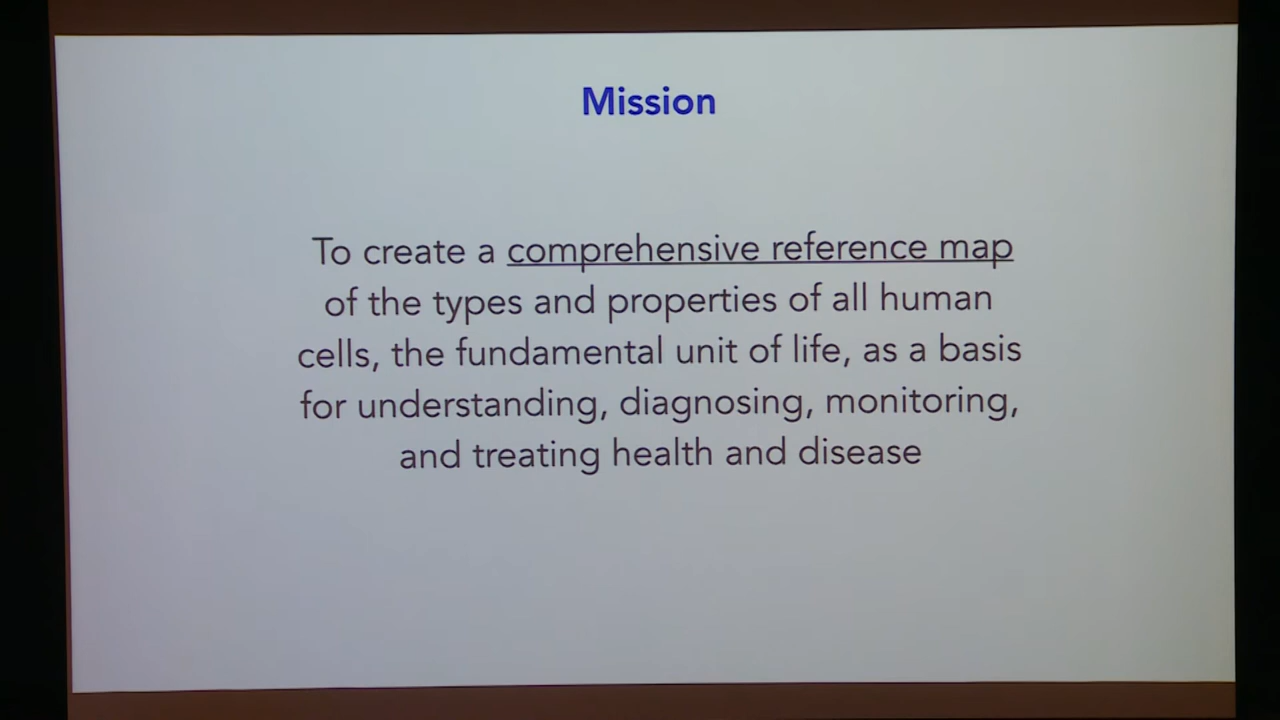 Mission
To create a comprehensive reference map
of the types and properties of all human
cells, the fundamental unit of life, as a basis
for understanding, diagnosing, monitoring,
and treating health and disease